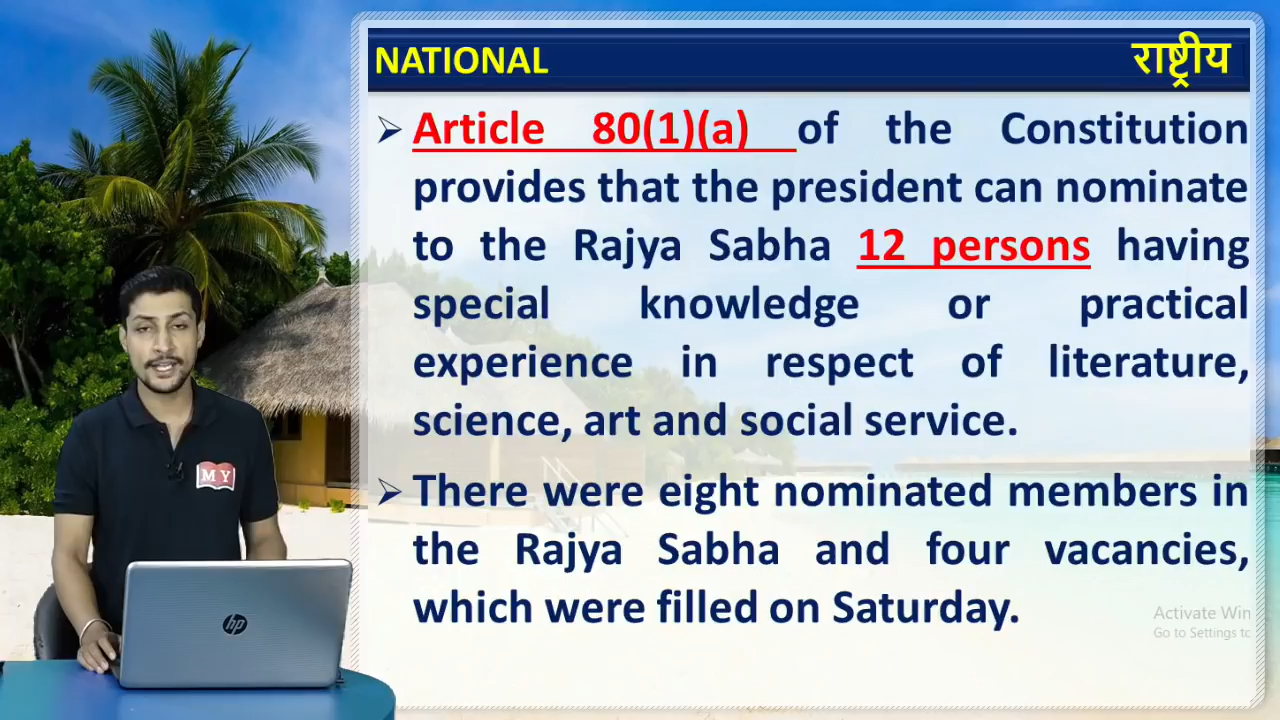 NATIONAL राष्ट्रीय
➢ Article 80(1)(a) of the Constitution
provides that the president can nominate
to the Rajya Sabha 12 persons having
special knowledge or practical
experience in respect of literature,
science, art and social service.
➢ There were eight nominated members in
the Rajya Sabha and four vacancies,
which were filled on Saturday.
MY
hp
Activate Win
Go to Settings tc